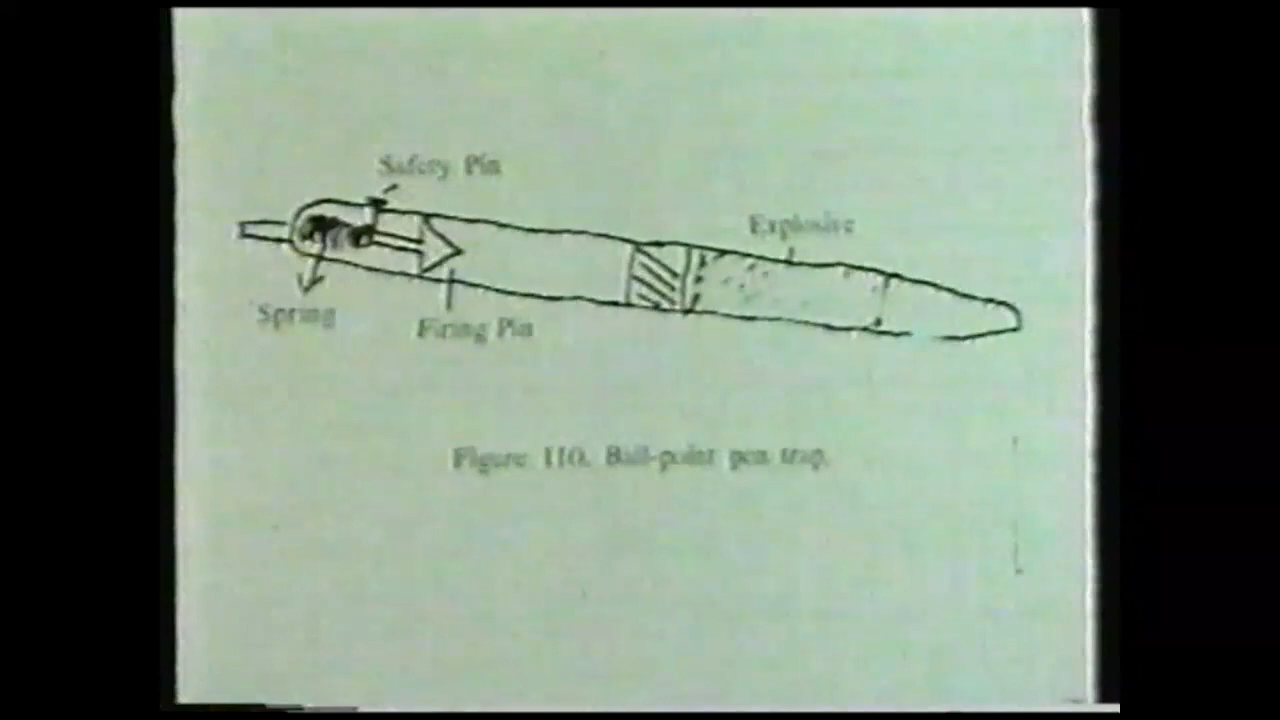 Safety Pin
Explosive
Spring
Firing Pin
Figure 110. Ball-point pen trap.